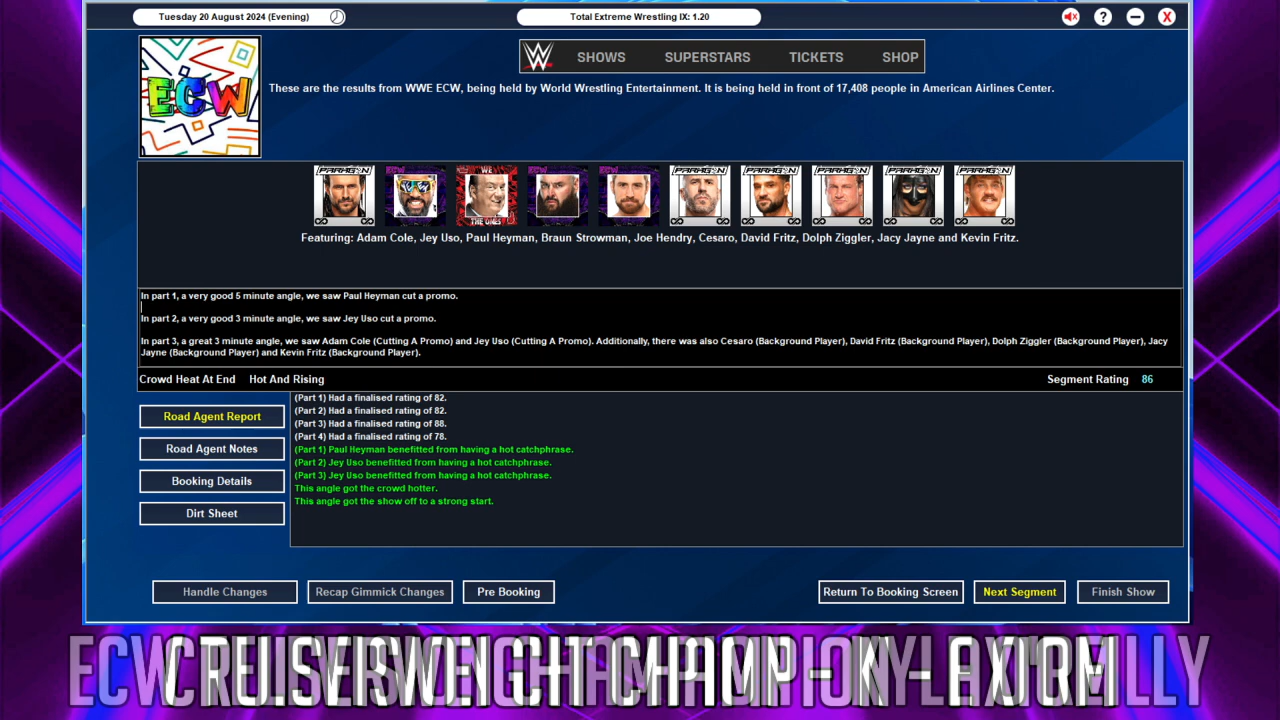 Tuesday 20 August 2024 (Evening)
Total Extreme Wrestling IX: 1.20
?
X
ECW
W
SHOWS
SUPERSTARS
TICKETS
SHOP
These are the results from WWE ECW, being held by World Wrestling Entertainment. It is being held in front of 17,408 people in American Airlines Center.
Featuring: Adam Cole, Jey Uso, Paul Heyman, Braun Strowman, Joe Hendry, Cesaro, David Fritz, Dolph Ziggler, Jacy Jayne and Kevin Fritz.
In part 1, a very good 5 minute angle, we saw Paul Heyman cut a promo.
In part 2, a very good 3 minute angle, we saw Jey Uso cut a promo.
In part 3, a great 3 minute angle, we saw Adam Cole (Cutting A Promo) and Jey Uso (Cutting A Promo). Additionally, there was also Cesaro (Background Player), David Fritz (Background Player), Dolph Ziggler (Background Player), Jacy
Jayne (Background Player) and Kevin Fritz (Background Player).
Crowd Heat At End Hot And Rising
Segment Rating 86
Road Agent Report
Road Agent Notes
Booking Details
Dirt Sheet
(Part 1) Had a finalised rating of 82.
(Part 2) Had a finalised rating of 82.
(Part 3) Had a finalised rating of 88.
(Part 4) Had a finalised rating of 78.
(Part 1) Paul Heyman benefitted from having a hot catchphrase.
(Part 2) Jey Uso benefitted from having a hot catchphrase.
(Part 3) Jey Uso benefitted from having a hot catchphrase.
This angle got the crowd hotter.
This angle got the show off to a strong start.
Handle Changes
Recap Gimmick Changes
Pre Booking
Return To Booking Screen
Next Segment
Finish Show